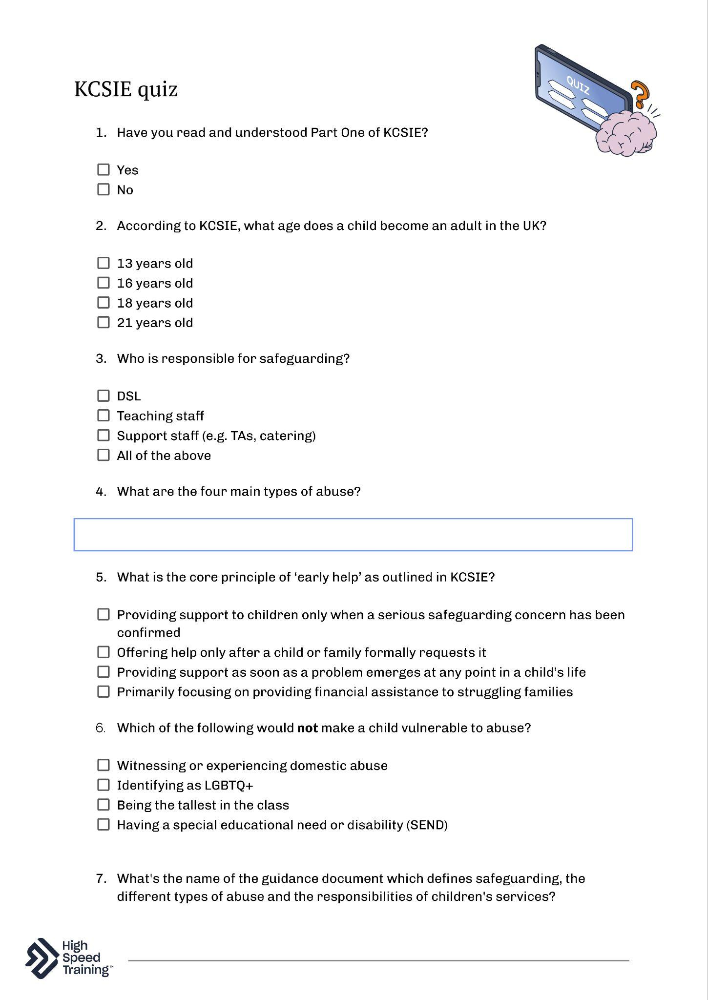 QUIZ
KCSIE quiz
1. Have you read and understood Part One of KCSIE?
Yes
No
2. According to KCSIE, what age does a child become an adult in the UK?
13 years old
16 years old
18 years old
21 years old
3. Who is responsible for safeguarding?
DSL
Teaching staff
Support staff (e.g. TAs, catering)
All of the above
4. What are the four main types of abuse?
5. What is the core principle of ‘early help’ as outlined in KCSIE?
Providing support to children only when a serious safeguarding concern has been
confirmed
Offering help only after a child or family formally requests it
Providing support as soon as a problem emerges at any point in a child’s life
Primarily focusing on providing financial assistance to struggling families
6. Which of the following would not make a child vulnerable to abuse?
Witnessing or experiencing domestic abuse
Identifying as LGBTQ+
Being the tallest in the class
Having a special educational need or disability (SEND)
7. What's the name of the guidance document which defines safeguarding, the
different types of abuse and the responsibilities of children's services?
High
Speed
Training™